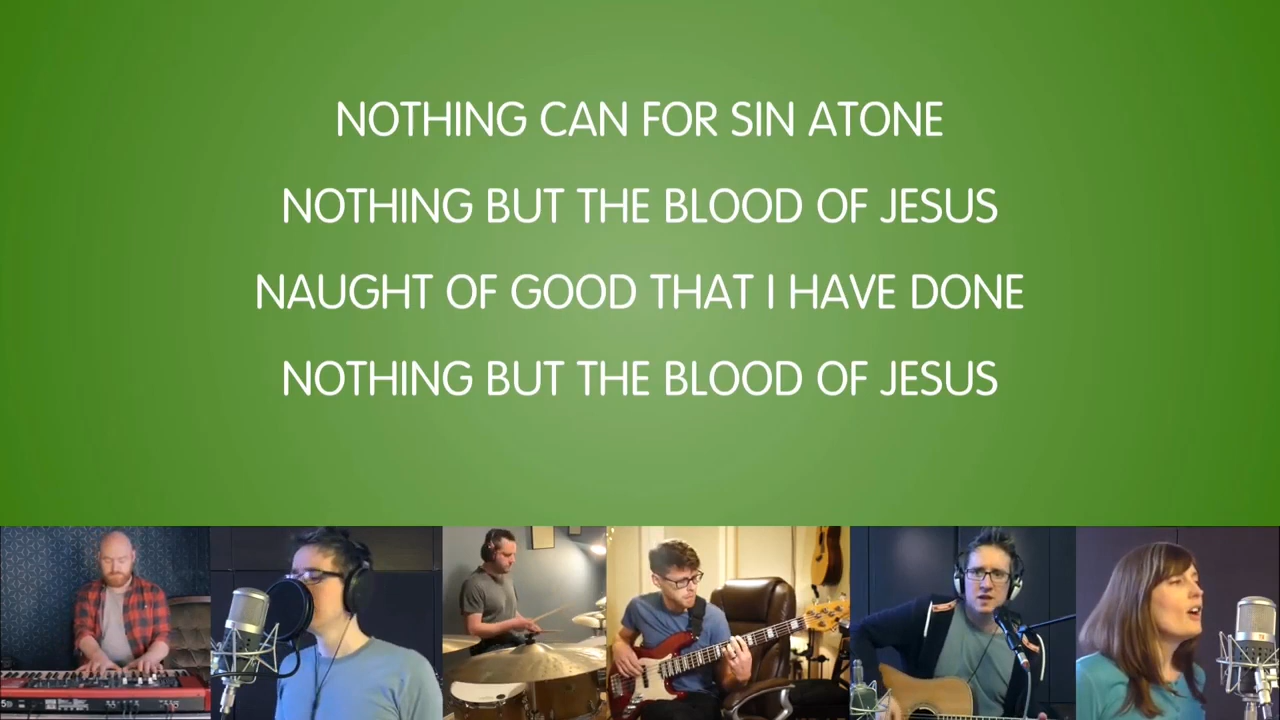 NOTHING CAN FOR SIN ATONE
NOTHING BUT THE BLOOD OF JESUS
NAUGHT OF GOOD THAT I HAVE DONE
NOTHING BUT THE BLOOD OF JESUS